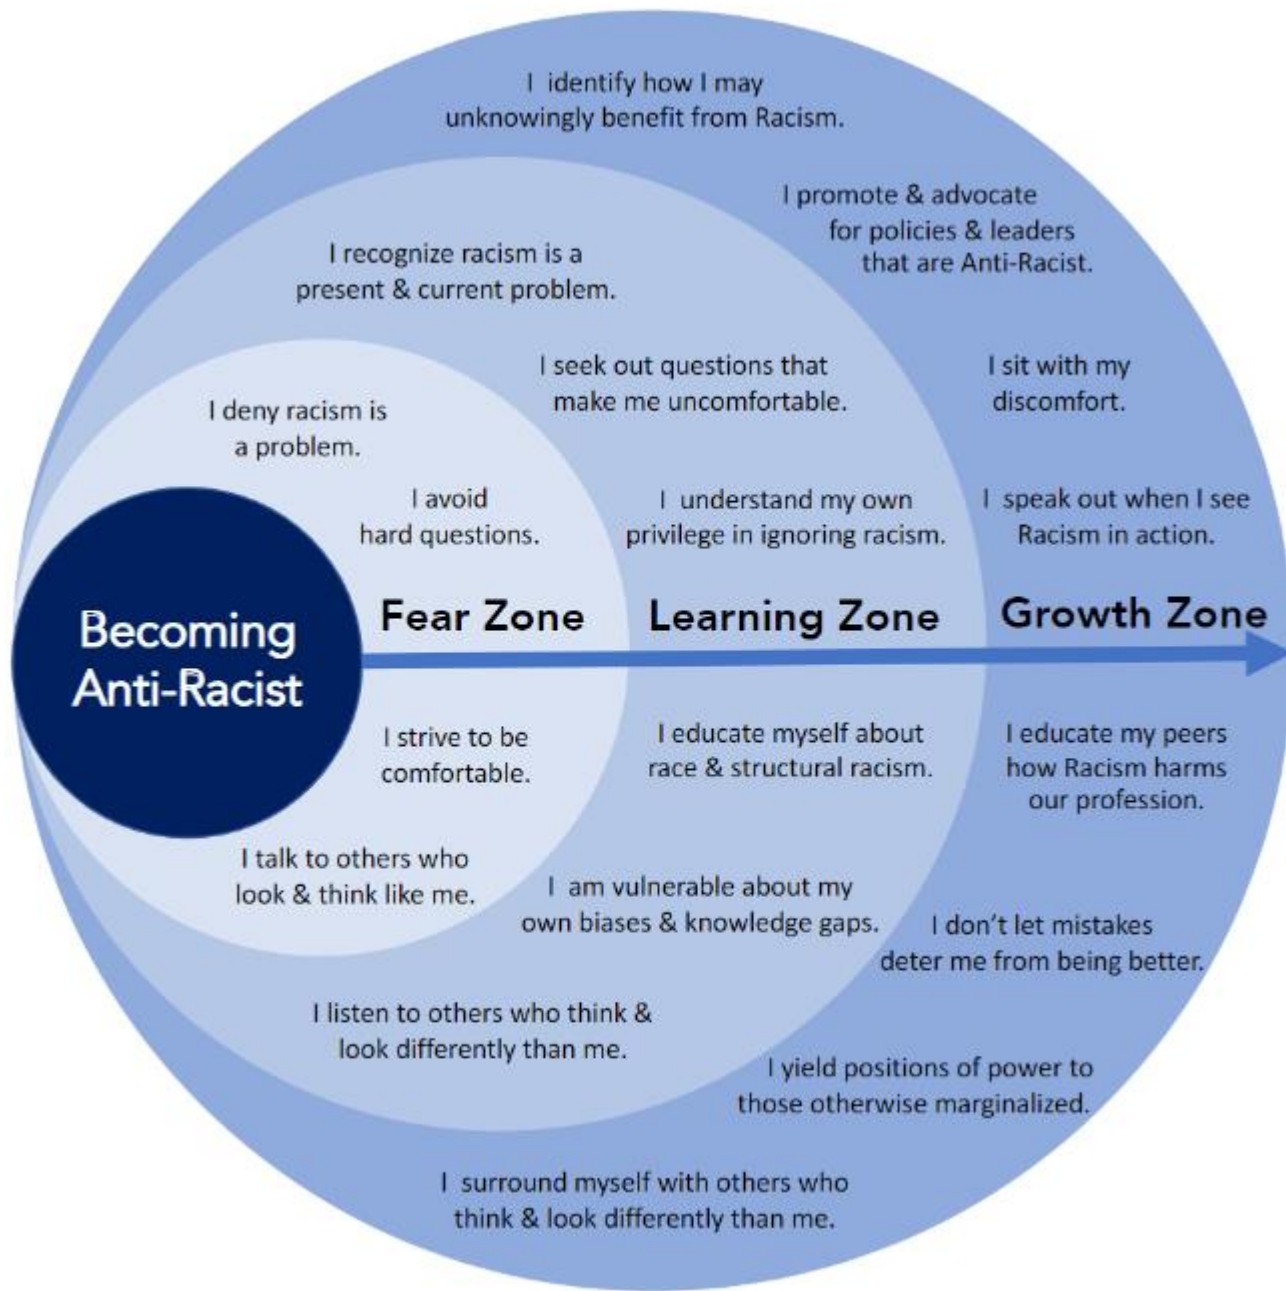 I identify how I may
unknowingly benefit from Racism.
I promote & advocate
for policies & leaders
that are Anti-Racist.
I recognize racism is a
present & current problem.
I seek out questions that
make me uncomfortable.
I sit with my
discomfort.
I deny racism is
a problem.
I avoid
hard questions.
I understand my own
privilege in ignoring racism.
I speak out when I see
Racism in action.
Becoming
Anti-Racist
Fear Zone
Learning Zone
Growth Zone
I strive to be
comfortable.
I educate myself about
race & structural racism.
I educate my peers
how Racism harms
our profession.
I talk to others who
look & think like me.
I am vulnerable about my
own biases & knowledge gaps.
I don't let mistakes
deter me from being better.
I listen to others who think &
look differently than me.
I yield positions of power to
those otherwise marginalized.
I surround myself with others who
think & look differently than me.